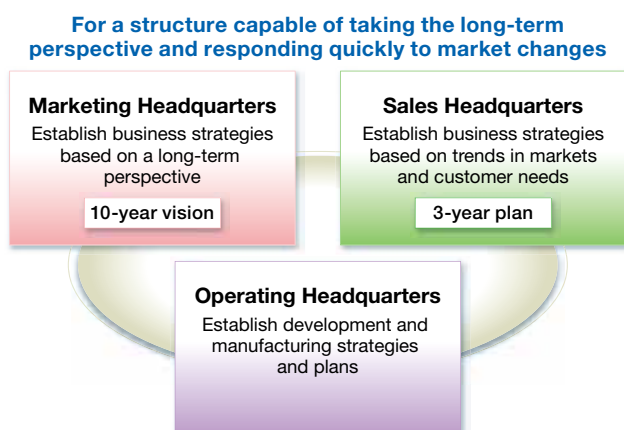 For a structure capable of taking the long-term
perspective and responding quickly to market changes
Marketing Headquarters
Establish business strategies
based on a long-term
perspective
10-year vision
Sales Headquarters
Establish business strategies
based on trends in markets
and customer needs
3-year plan
Operating Headquarters
Establish development and
manufacturing strategies
and plans